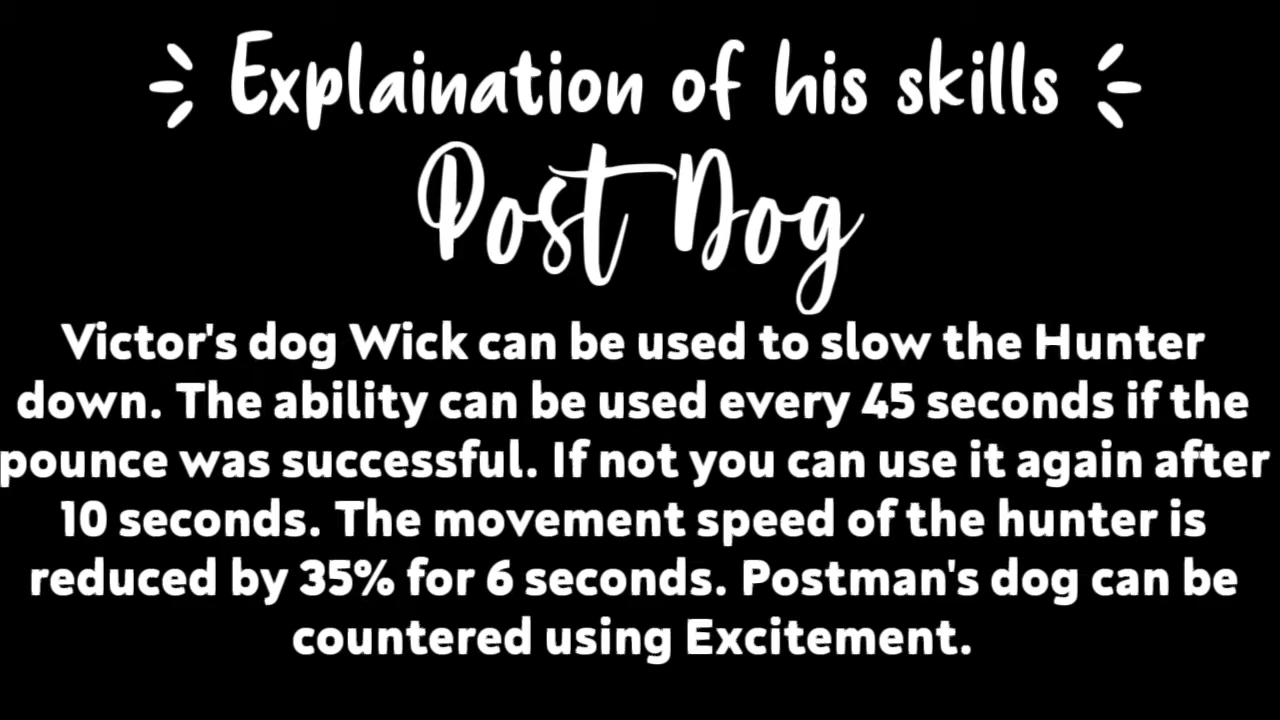 Explaination of his skills
Post Dog
Victor's dog Wick can be used to slow the Hunter
down. The ability can be used every 45 seconds if the
pounce was successful. If not you can use it again after
10 seconds. The movement speed of the hunter is
reduced by 35% for 6 seconds. Postman's dog can be
countered using Excitement.